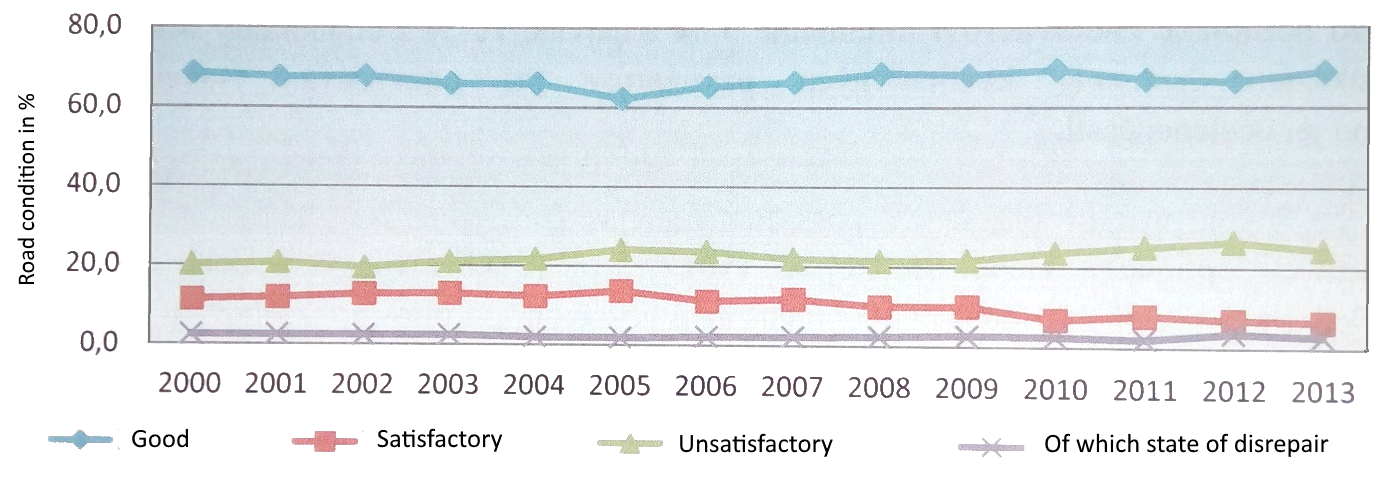 80,0
60,0
40,0
20,0
0,0
Road condition in %
2000 2001 2002 2003 2004 2005 2006 2007 2008 2009 2010 2011 2012 2013
Good Satisfactory Unsatisfactory Of which state of disrepair